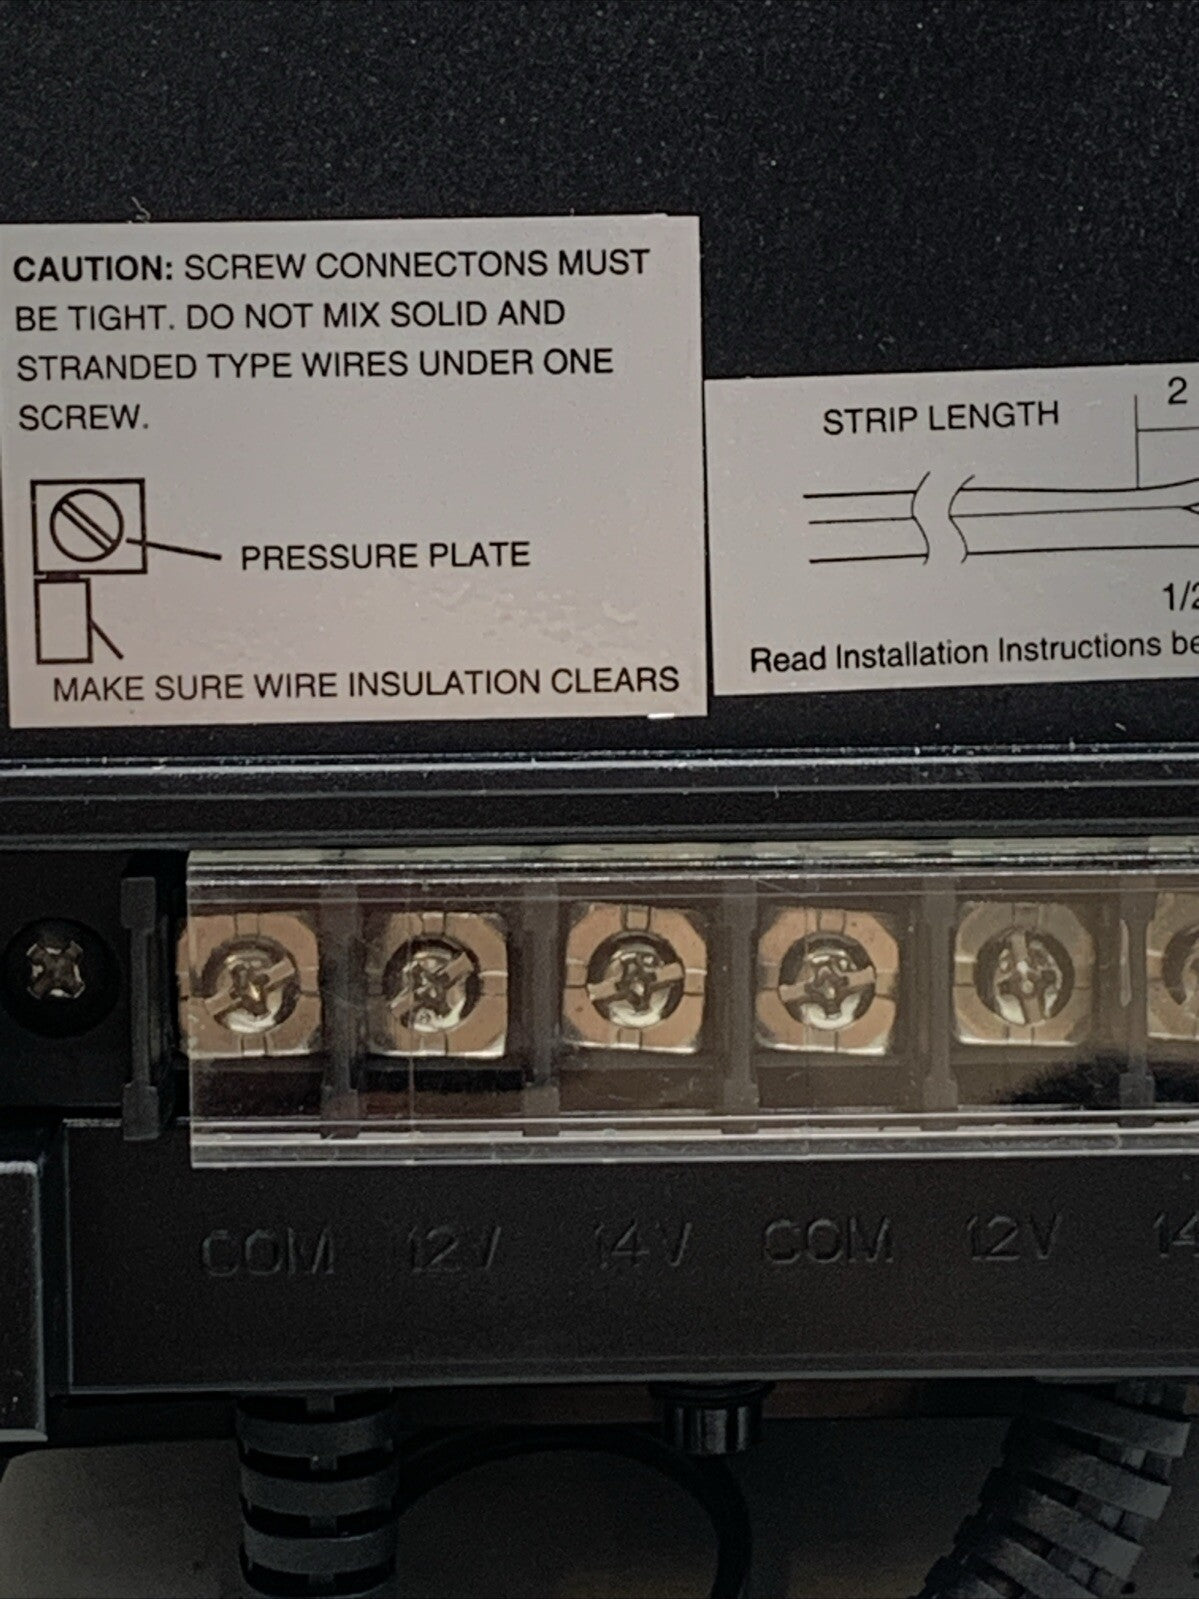 CAUTION: SCREW CONNECTONS MUST
BE TIGHT. DO NOT MIX SOLID AND
STRANDED TYPE WIRES UNDER ONE
SCREW.
PRESSURE PLATE
MAKE SURE WIRE INSULATION CLEARS
STRIP LENGTH
2
1/2
Read Installation Instructions be
COM 12V 14V COM 12V 14